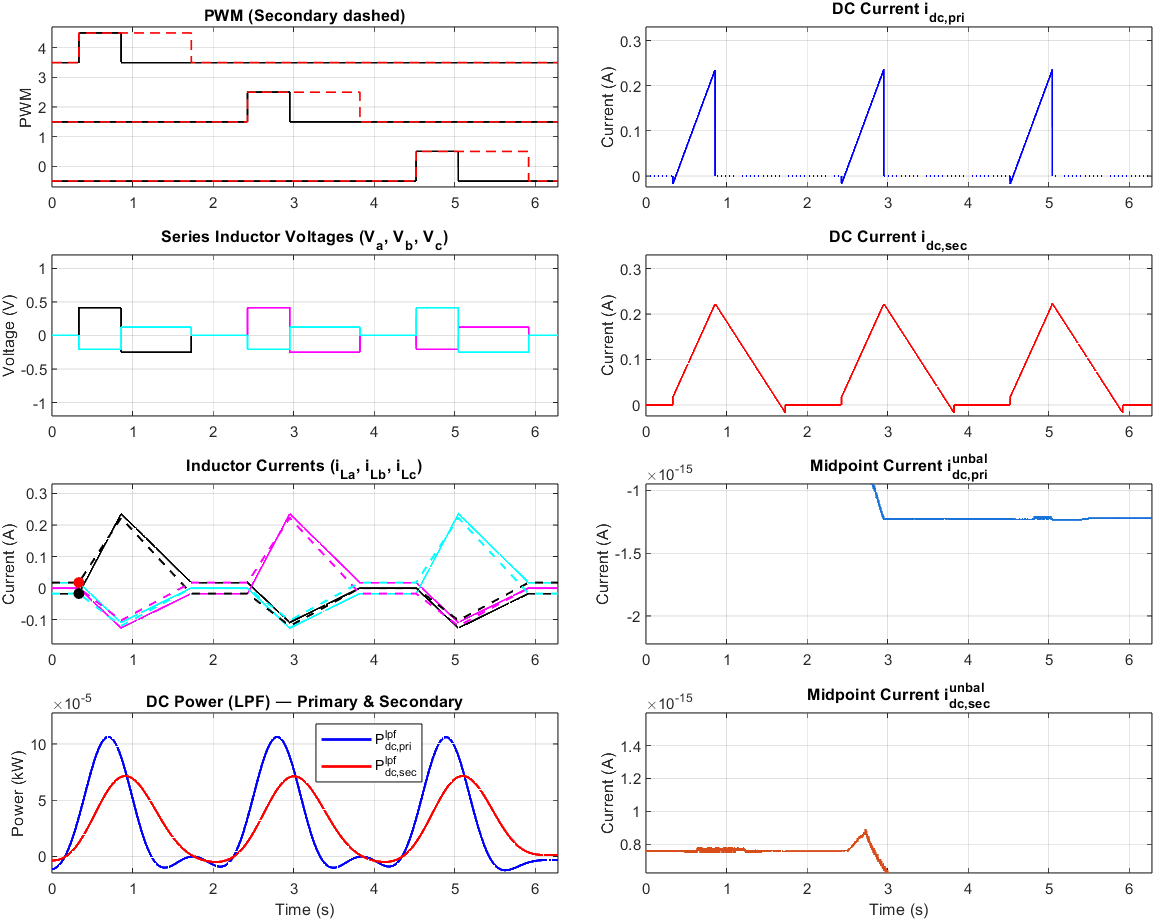 PWM (Secondary dashed)
PWM
4
3
2
1
0
0 1 2 3 4 5 6
DC Current i_dc,pri
Current (A)
0.3
0.2
0.1
0
0 1 2 3 4 5 6
Series Inductor Voltages (V_a, V_b, V_c)
Voltage (V)
1
0.5
0
-0.5
-1
0 1 2 3 4 5 6
DC Current i_dc,sec
Current (A)
0.3
0.2
0.1
0
0 1 2 3 4 5 6
Inductor Currents (i_La, i_Lb, i_Lc)
Current (A)
0.3
0.2
0.1
0
-0.1
0 1 2 3 4 5 6
Midpoint Current i^unbal_dc,pri
×10^-15
Current (A)
-1
-1.5
-2
0 1 2 3 4 5 6
DC Power (LPF) — Primary & Secondary
×10^-5
Power (kW)
10
5
0
P^lpf_dc,pri
P^lpf_dc,sec
0 1 2 3 4 5 6
Time (s)
Midpoint Current i^unbal_dc,sec
×10^-15
Current (A)
1.4
1.2
1
0.8
0 1 2 3 4 5 6
Time (s)